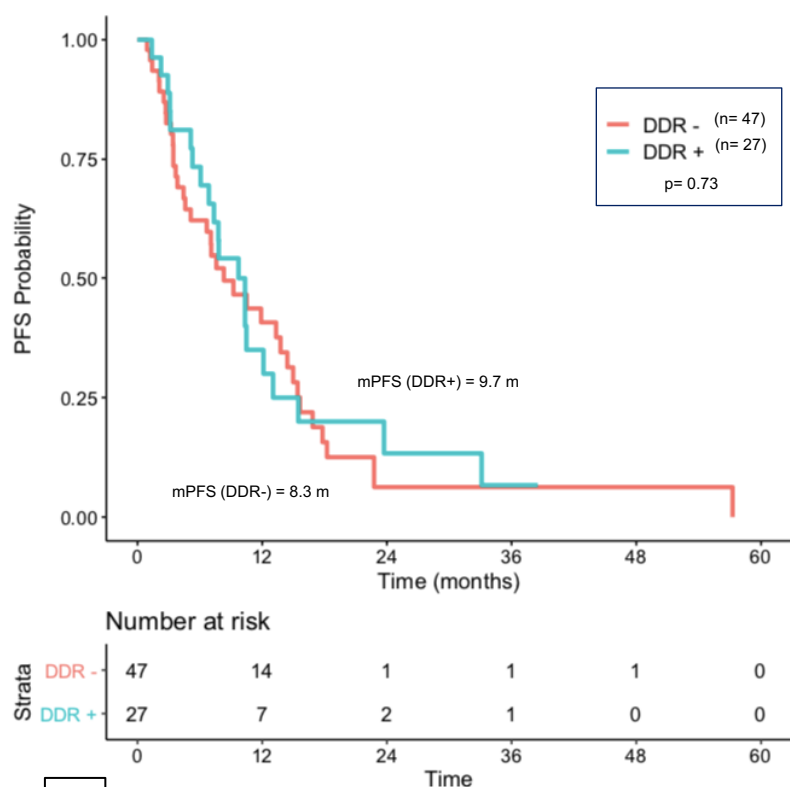 1.00
0.75
0.50
0.25
0.00
PFS Probability
DDR - (n= 47)
DDR + (n= 27)
p= 0.73
mPFS (DDR+) = 9.7 m
mPFS (DDR-) = 8.3 m
0 12 24 36 48 60
Time (months)
Number at risk
Strata
DDR - 47 14 1 1 1 0
DDR + 27 7 2 1 0 0
0 12 24 36 48 60
Time